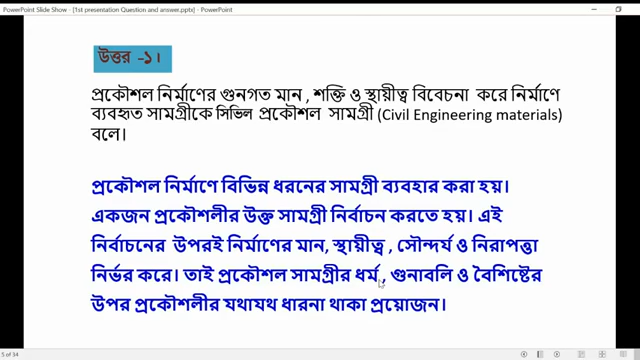 PowerPoint Slide Show - [1st presentation Question and answer.pptx]
উত্তর -১।
প্রকৌশল নির্মাণের গুনগত মান , শক্তি ও স্থায়ীত্ব বিবেচনা করে নির্মাণে
ব্যবহৃত সামগ্রীকে সিভিল প্রকৌশল সামগ্রী (Civil Engineering materials)
বলে।
প্রকৌশল নির্মাণে বিভিন্ন ধরনের সামগ্রী ব্যবহার করা হয়।
একজন প্রকৌশলীর উক্ত সামগ্রী নির্বাচন করতে হয়। এই
নির্বাচনের উপরই নির্মাণের মান, স্থায়ীত্ব , সৌন্দর্য ও নিরাপত্তা
নির্ভর করে। তাই প্রকৌশল সামগ্রীর ধর্ম , গুনাবলি ও বৈশিষ্টের
উপর প্রকৌশলীর যথাযথ ধারনা থাকা প্রয়োজন।
5 of 34